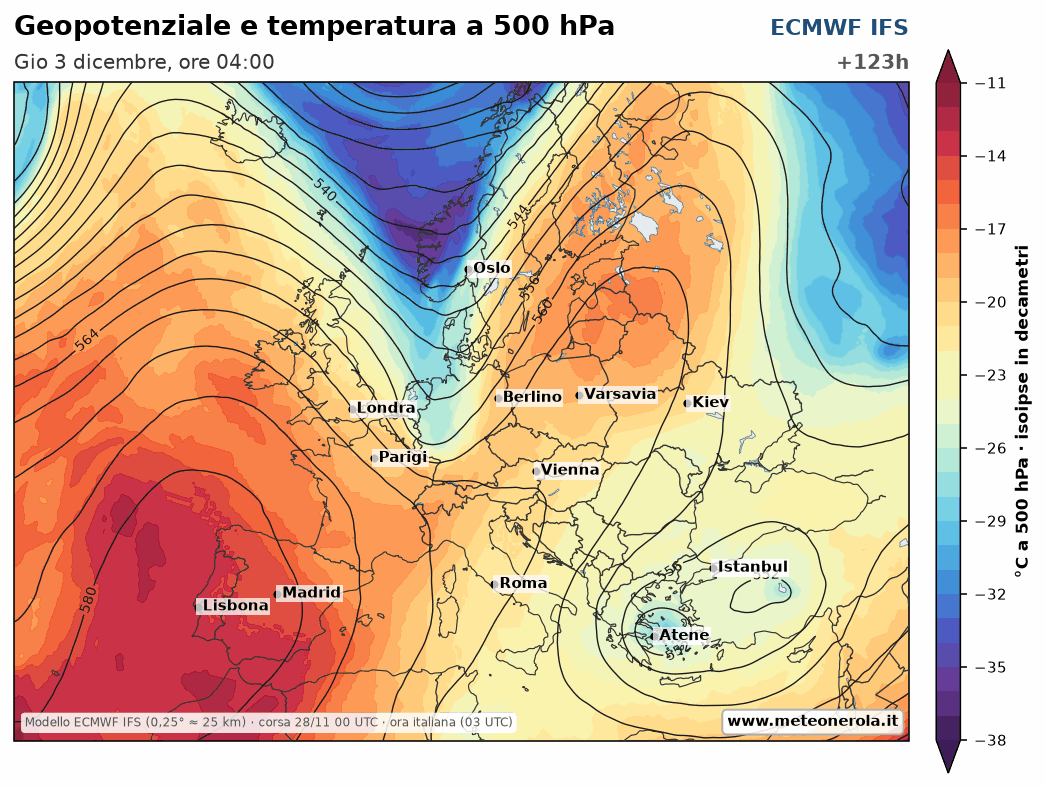 Geopotenziale e temperatura a 500 hPa
ECMWF IFS
Gio 3 dicembre, ore 04:00
+123h
540
544
Oslo
556
560
564
Londra
Berlino
Varsavia
Kiev
Parigi
Vienna
556
Istanbul
552
Roma
Madrid
580
Lisbona
Atene
Modello ECMWF IFS (0,25° ≈ 25 km) · corsa 28/11 00 UTC · ora italiana (03 UTC)
www.meteonerola.it
−11
−14
−17
−20
−23
−26
−29
−32
−35
−38
°C a 500 hPa · isoipse in decametri